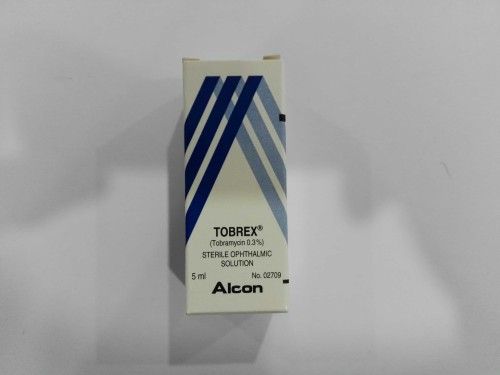 TOBREX®
(Tobramycin 0.3%)
STERILE OPHTHALMIC
SOLUTION
5 ml No. 02709
Alcon